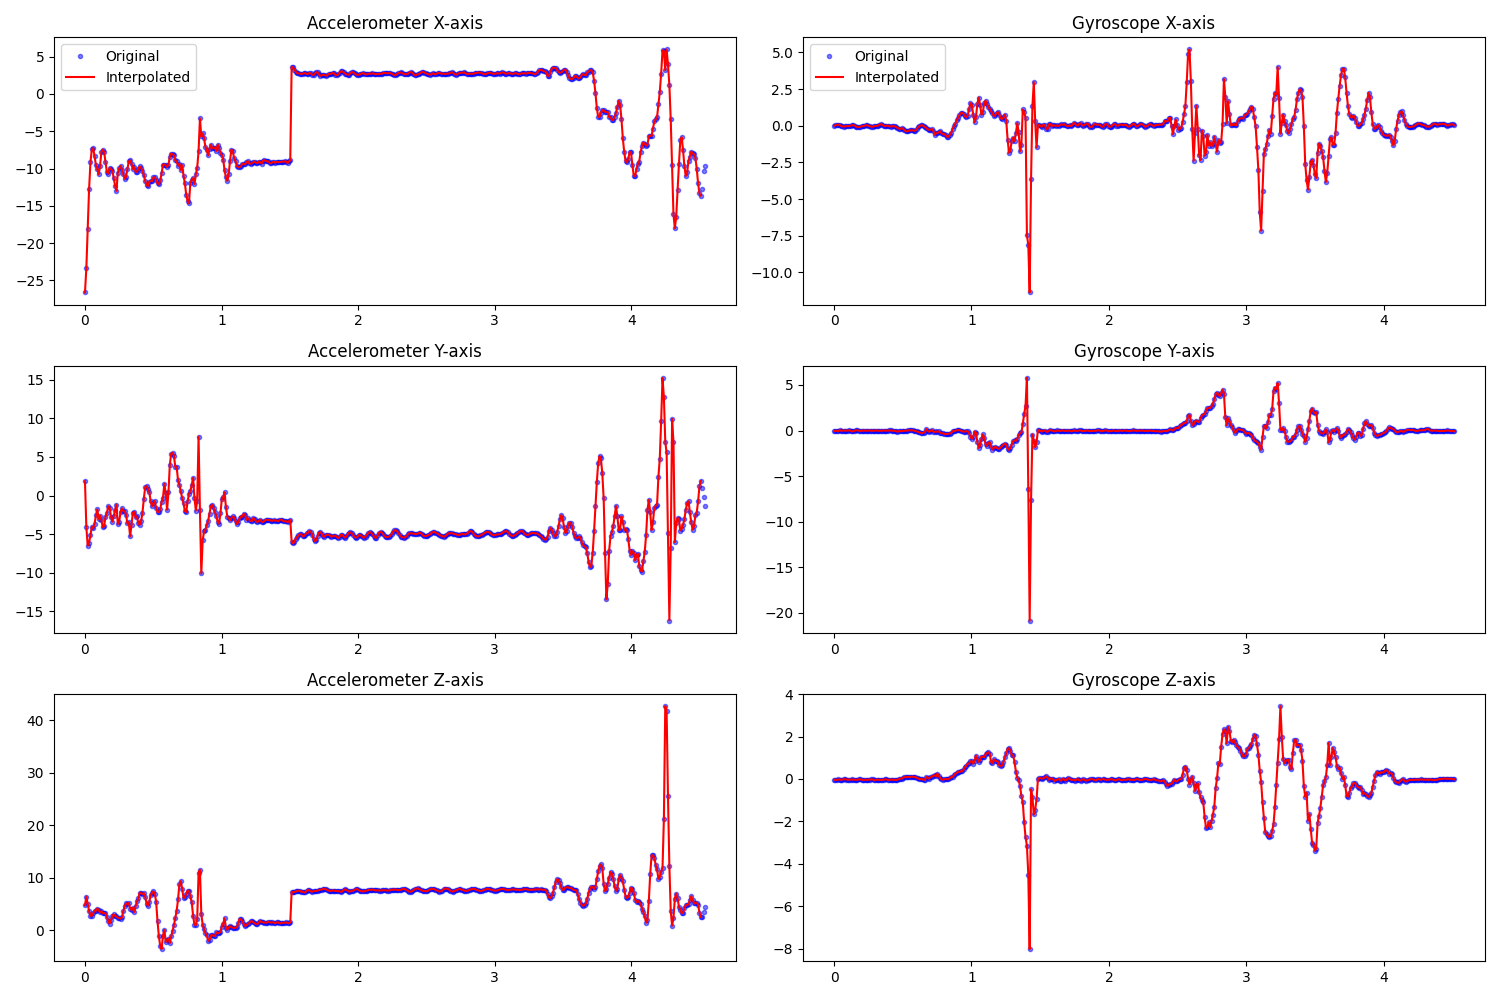 Accelerometer X-axis
Original
Interpolated
5
0
−5
−10
−15
−20
−25
0 1 2 3 4
Gyroscope X-axis
Original
Interpolated
5.0
2.5
0.0
−2.5
−5.0
−7.5
−10.0
0 1 2 3 4
Accelerometer Y-axis
15
10
5
0
−5
−10
−15
0 1 2 3 4
Gyroscope Y-axis
5
0
−5
−10
−15
−20
0 1 2 3 4
Accelerometer Z-axis
40
30
20
10
0
0 1 2 3 4
Gyroscope Z-axis
4
2
0
−2
−4
−6
−8
0 1 2 3 4